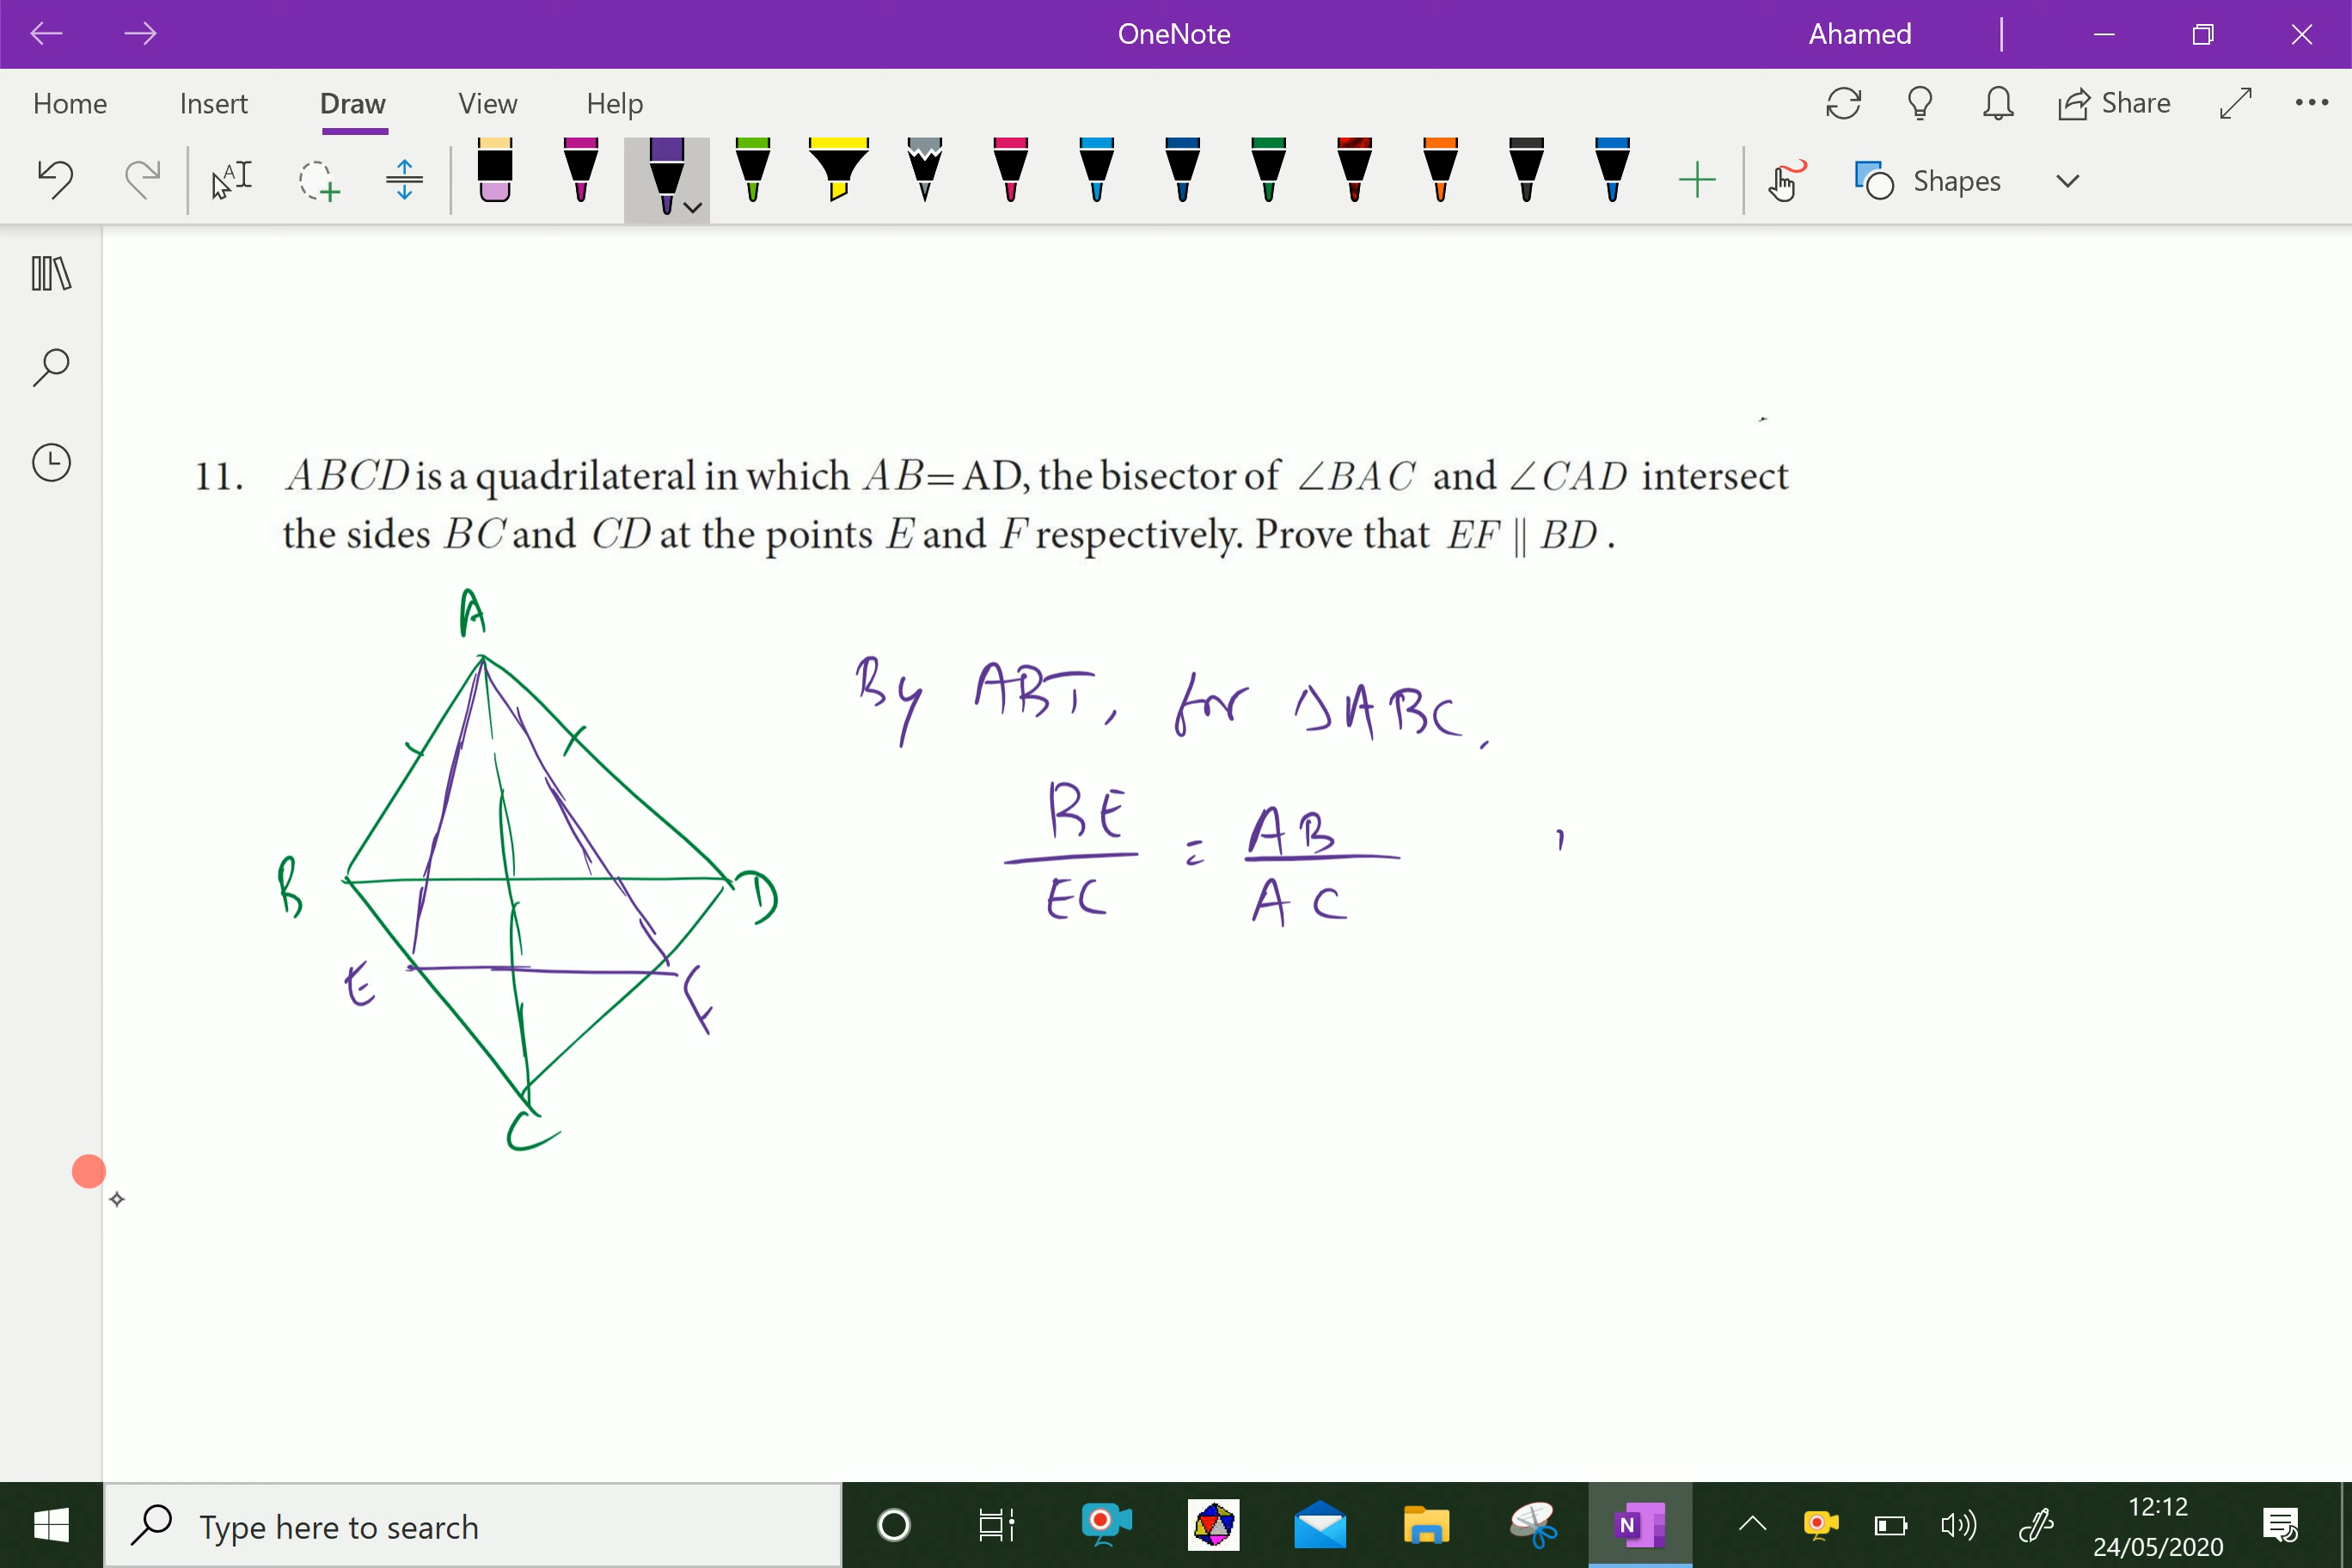 OneNote
Ahamed
Home Insert Draw View Help
Share
Shapes
11. ABCD is a quadrilateral in which AB=AD, the bisector of ∠BAC and ∠CAD intersect
the sides BC and CD at the points E and F respectively. Prove that EF || BD .
A
By ABT, for ΔABC,
BE/EC = AB/AC ,
B
D
E
F
C
Type here to search
N
12:12
24/05/2020